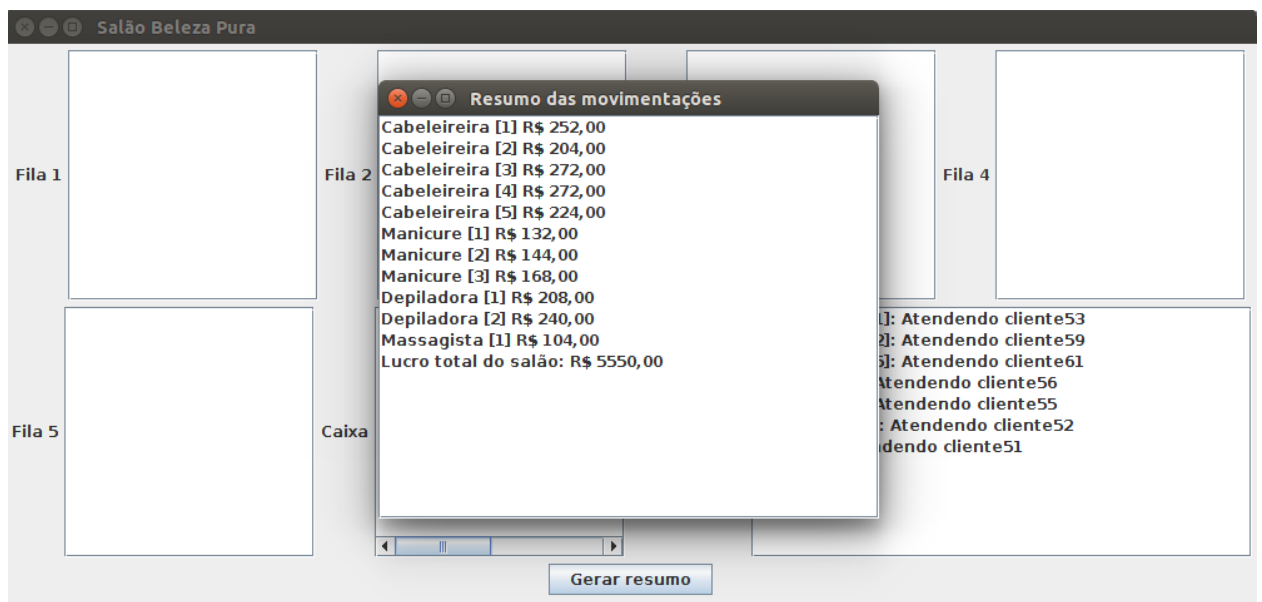 Salão Beleza Pura
Resumo das movimentações
Cabeleireira [1] R$ 252,00
Cabeleireira [2] R$ 204,00
Cabeleireira [3] R$ 272,00
Cabeleireira [4] R$ 272,00
Cabeleireira [5] R$ 224,00
Manicure [1] R$ 132,00
Manicure [2] R$ 144,00
Manicure [3] R$ 168,00
Depiladora [1] R$ 208,00
Depiladora [2] R$ 240,00
Massagista [1] R$ 104,00
Lucro total do salão: R$ 5550,00
Fila 1
Fila 2
Fila 4
Fila 5
Caixa
]: Atendendo cliente53
2]: Atendendo cliente59
]: Atendendo cliente61
Atendendo cliente56
Atendendo cliente55
: Atendendo cliente52
cliente51
Gerar resumo